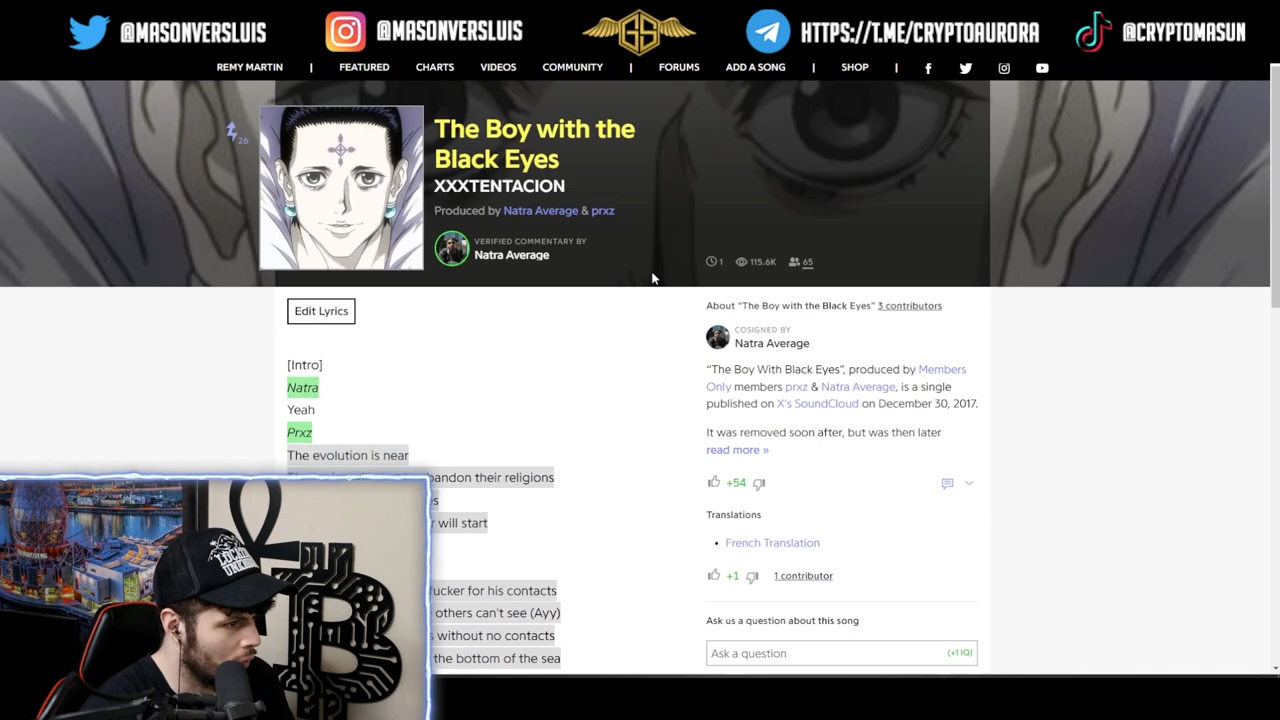 @MASONVERSLUIS
@MASONVERSLUIS
GS
HTTPS://T.ME/CRYPTOAURORA
@CRYPTOMASUN
REMY MARTIN | FEATURED CHARTS VIDEOS COMMUNITY | FORUMS ADD A SONG | SHOP |
26
The Boy with the
Black Eyes
XXXTENTACION
Produced by Natra Average & prxz
VERIFIED COMMENTARY BY
Natra Average
1 115.6K 65
Edit Lyrics
[Intro]
Natra
Yeah
Prxz
The evolution is near
bandon their religions
r will start
ucker for his contacts
others can't see (Ayy)
s without no contacts
the bottom of the sea
About “The Boy with the Black Eyes” 3 contributors
COSIGNED BY
Natra Average
“The Boy With Black Eyes”, produced by Members
Only members prxz & Natra Average, is a single
published on X's SoundCloud on December 30, 2017.
It was removed soon after, but was then later
read more »
+54
Translations
• French Translation
+1 1 contributor
Ask us a question about this song
Ask a question (+1 IQ)